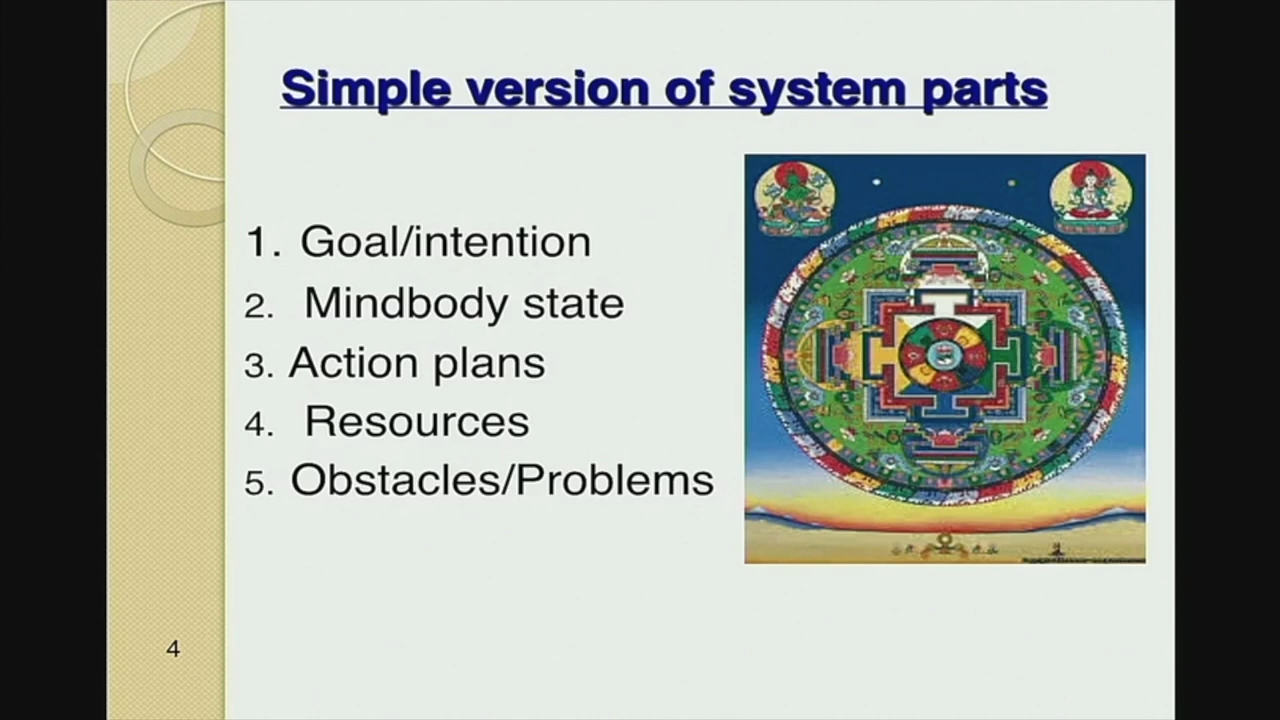 Simple version of system parts
1. Goal/intention
2. Mindbody state
3. Action plans
4. Resources
5. Obstacles/Problems
4